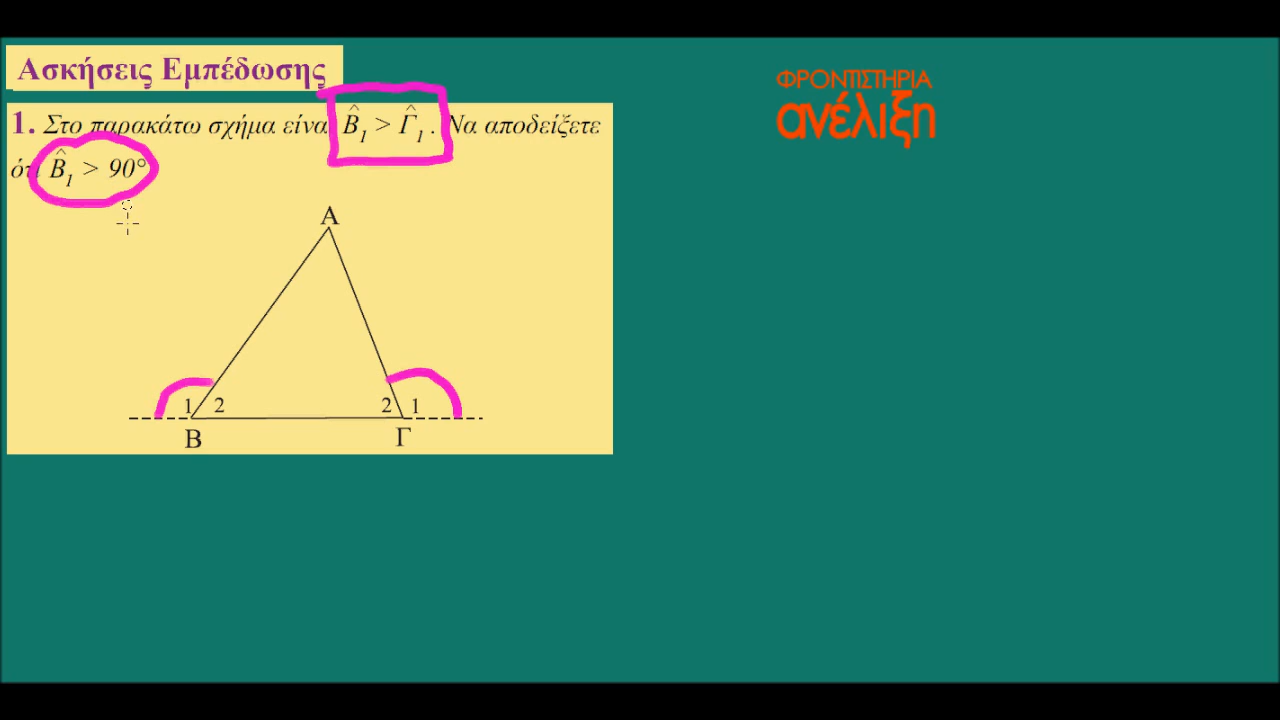 Ασκήσεις Εμπέδωσης
ΦΡΟΝΤΙΣΤΗΡΙΑ
ανέλιξη
1. Στο παρακάτω σχήμα είναι B̂₁ > Γ̂₁ . Να αποδείξετε
ότι B̂₁ > 90°
Α
1 2 2 1
Β Γ